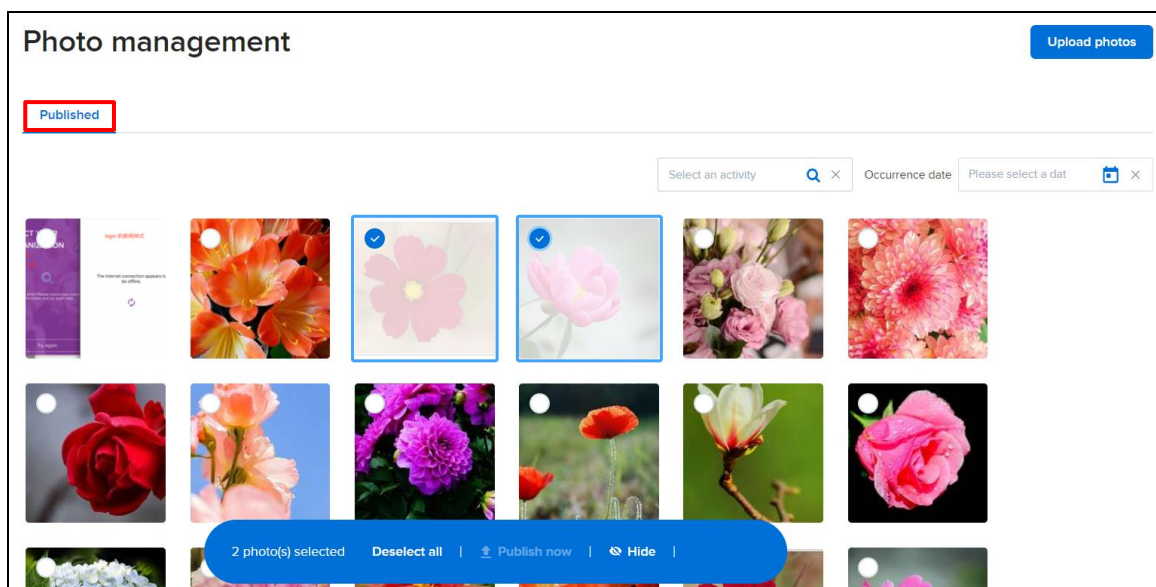 Photo management
Upload photos
Published
Select an activity
Occurrence date
Please select a dat
login
The internet connection appears to
be offline.
Try again
2 photo(s) selected
Deselect all
Publish now
Hide